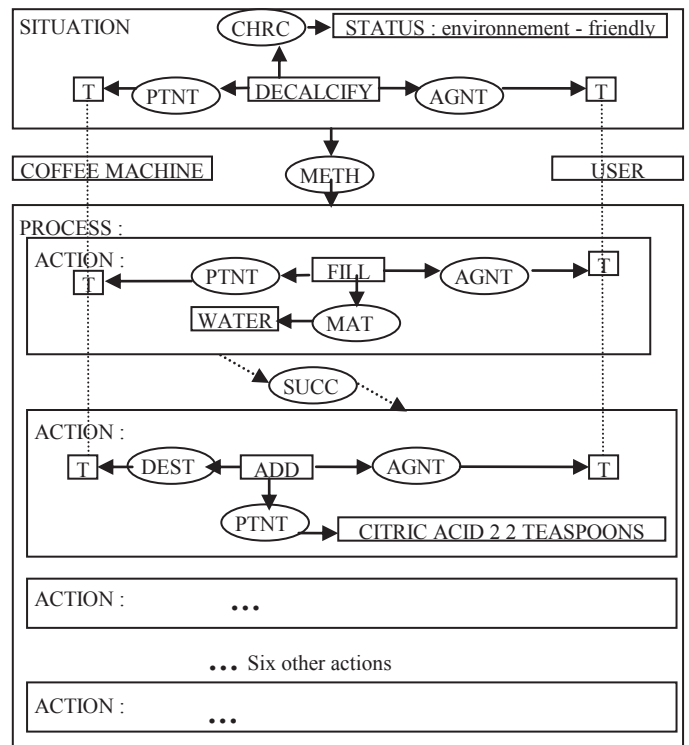 SITUATION
CHRC
STATUS : environnement - friendly
T
PTNT
DECALCIFY
AGNT
T
COFFEE MACHINE
METH
USER
PROCESS :
ACTION :
T
PTNT
FILL
AGNT
T
WATER
MAT
SUCC
ACTION :
T
DEST
ADD
AGNT
T
PTNT
CITRIC ACID 2 2 TEASPOONS
ACTION :
...
... Six other actions
ACTION :
...